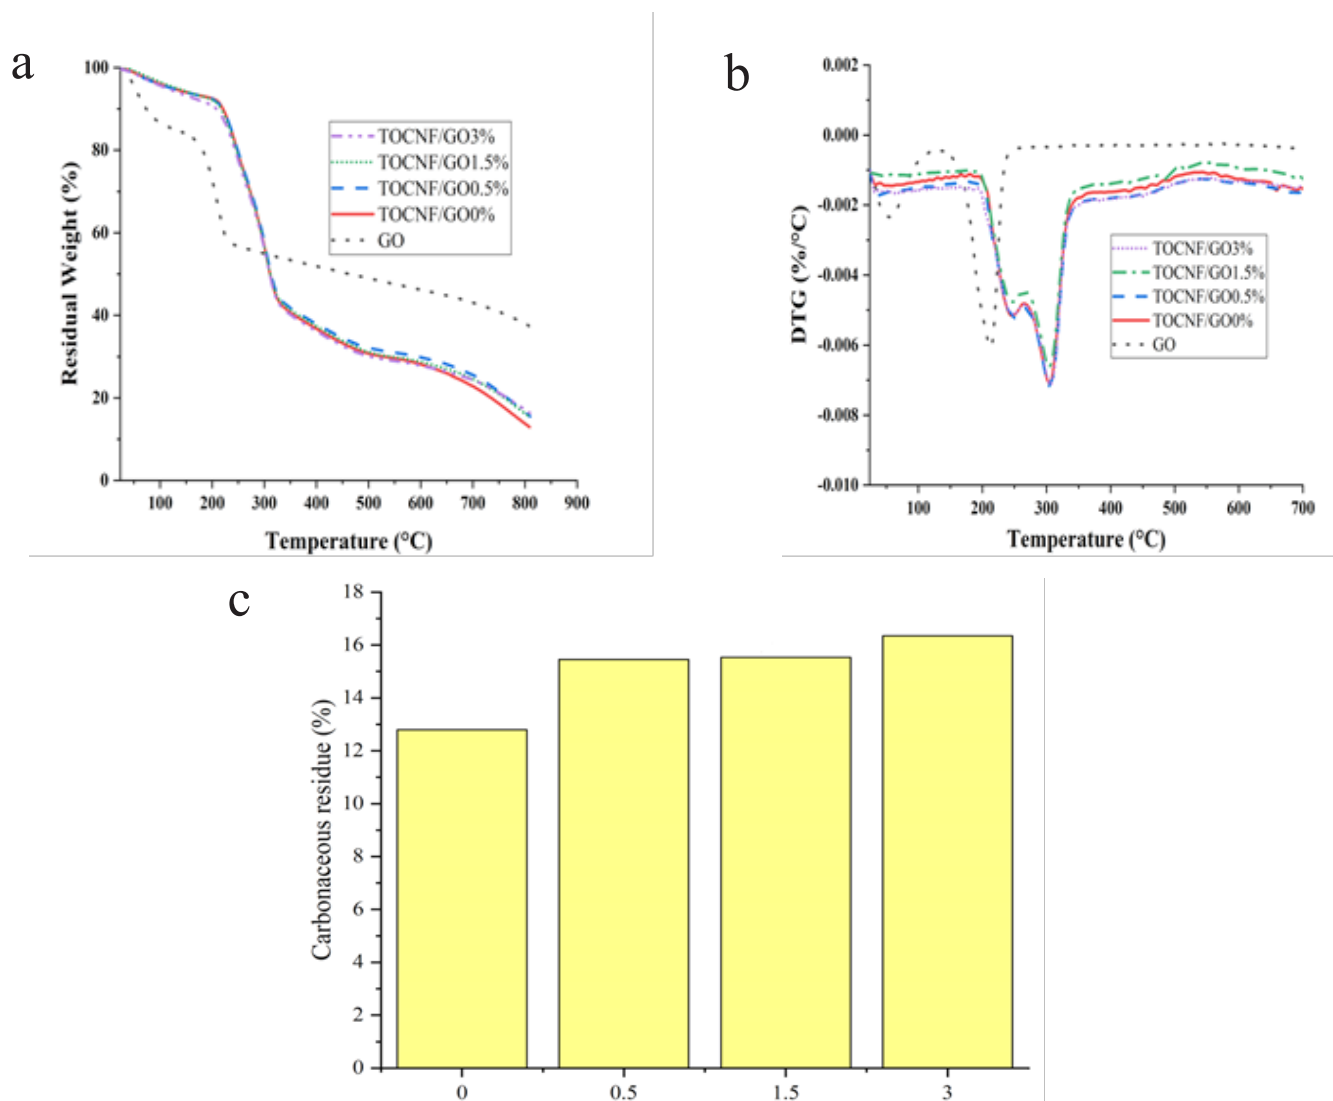 a
100
80
60
40
20
0
Residual Weight (%)
TOCNF/GO3%
TOCNF/GO1.5%
TOCNF/GO0.5%
TOCNF/GO0%
GO
100 200 300 400 500 600 700 800 900
Temperature (°C)
b
0.002
0.000
-0.002
-0.004
-0.006
-0.008
-0.010
DTG (%/°C)
TOCNF/GO3%
TOCNF/GO1.5%
TOCNF/GO0.5%
TOCNF/GO0%
GO
100 200 300 400 500 600 700
Temperature (°C)
c
18
16
14
12
10
8
6
4
2
0
Carbonaceous residue (%)
0 0.5 1.5 3